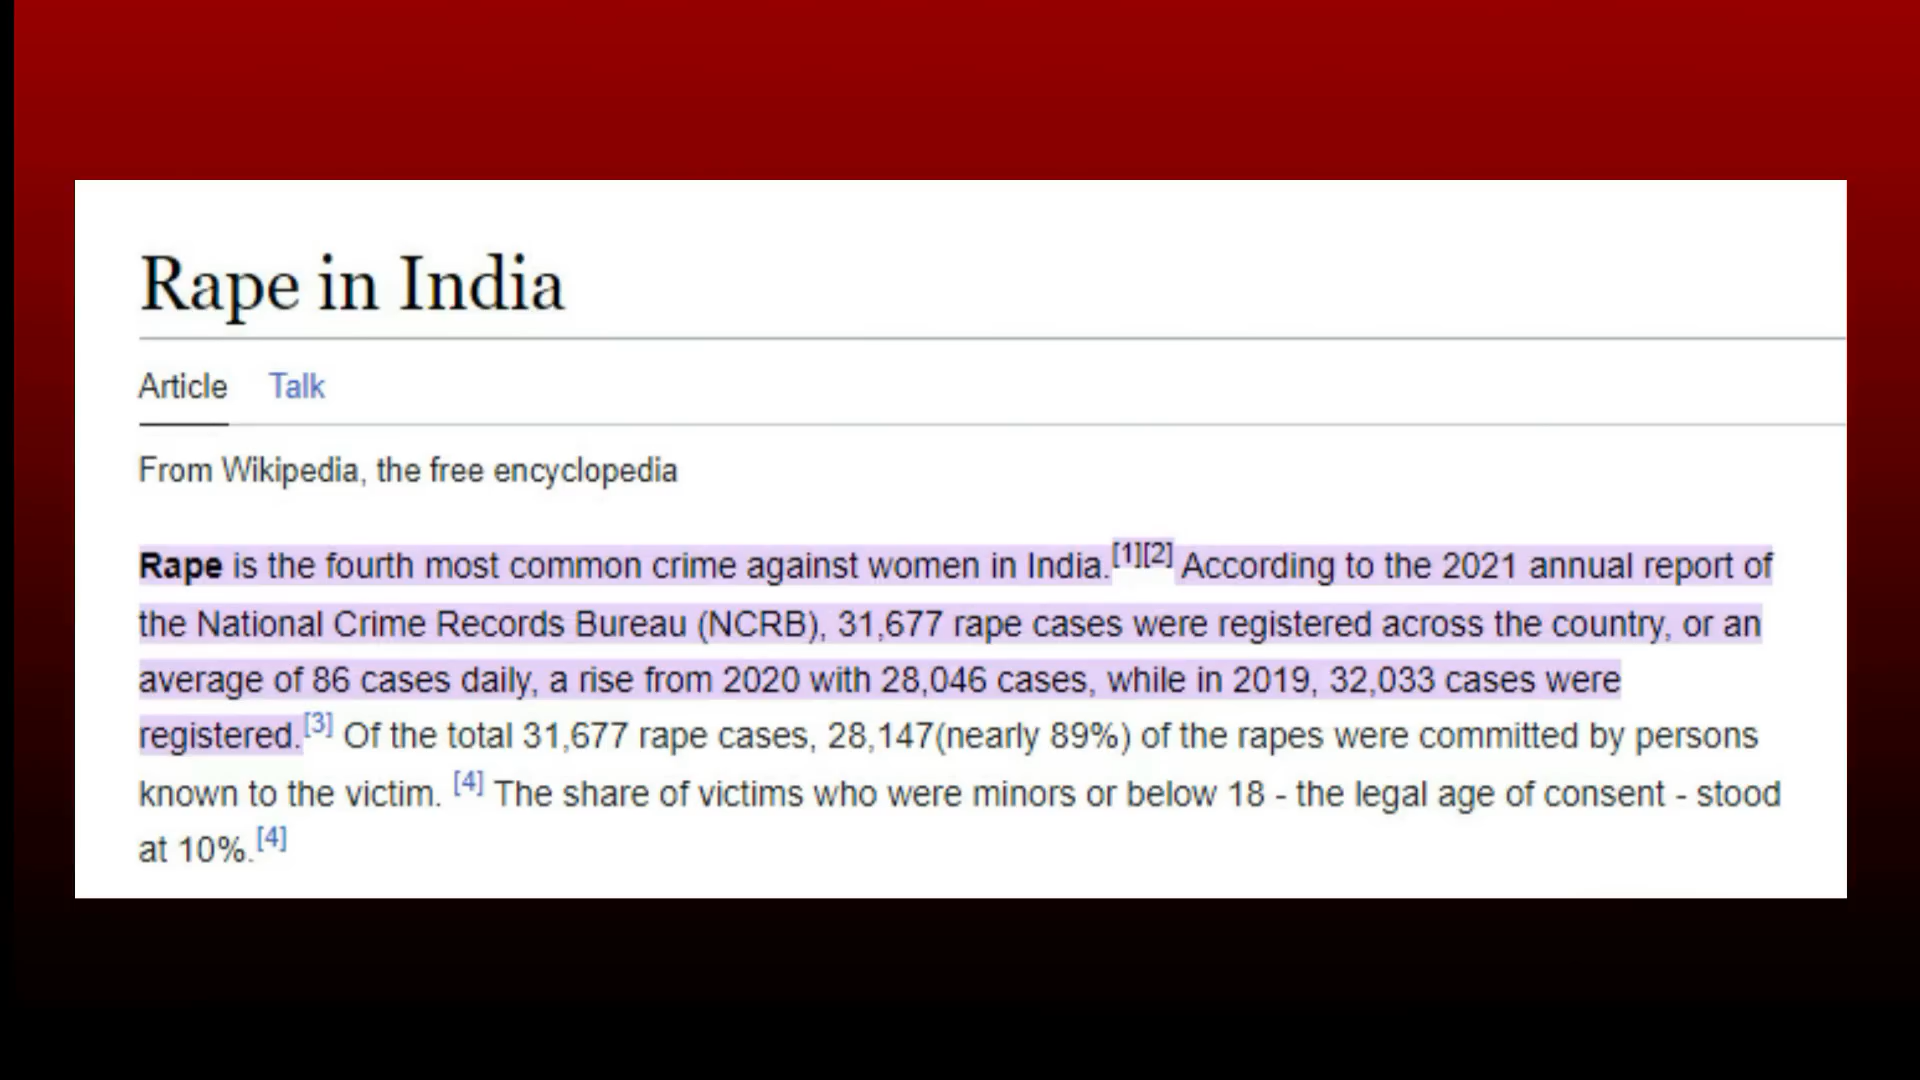 Rape in India
Article Talk
From Wikipedia, the free encyclopedia
Rape is the fourth most common crime against women in India.[1][2] According to the 2021 annual report of
the National Crime Records Bureau (NCRB), 31,677 rape cases were registered across the country, or an
average of 86 cases daily, a rise from 2020 with 28,046 cases, while in 2019, 32,033 cases were
registered.[3] Of the total 31,677 rape cases, 28,147(nearly 89%) of the rapes were committed by persons
known to the victim. [4] The share of victims who were minors or below 18 - the legal age of consent - stood
at 10%.[4]